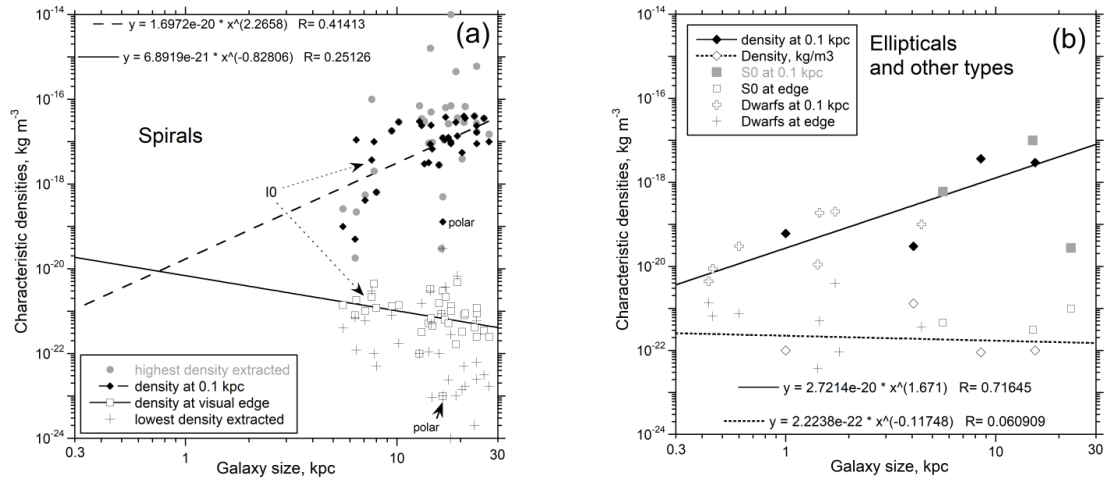 y = 1.6972e-20 * x^(2.2658) R= 0.41413
y = 6.8919e-21 * x^(-0.82806) R= 0.25126
(a)
Spirals
I0
polar
highest density extracted
density at 0.1 kpc
density at visual edge
lowest density extracted
polar
Characteristic densities, kg m-3
10-14
10-16
10-18
10-20
10-22
10-24
0.3
1
10
30
Galaxy size, kpc
density at 0.1 kpc
Density, kg/m3
S0 at 0.1 kpc
S0 at edge
Dwarfs at 0.1 kpc
Dwarfs at edge
(b)
Ellipticals
and other types
y = 2.7214e-20 * x^(1.671) R= 0.71645
y = 2.2238e-22 * x^(-0.11748) R= 0.060909
Characteristic densities, kg m-3
10-14
10-16
10-18
10-20
10-22
10-24
0.3
1
10
30
Galaxy size, kpc